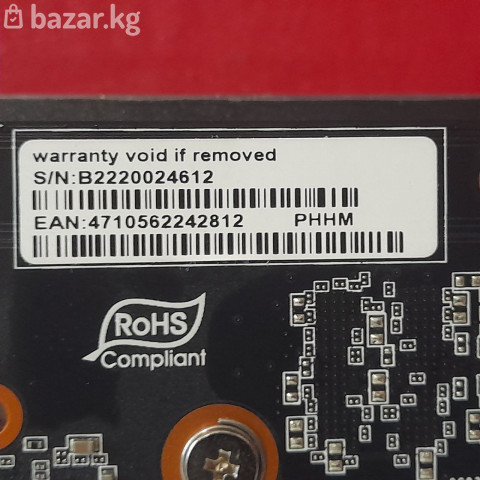 bazar.kg
warranty void if removed
S/N:B2220024612
EAN:4710562242812 PHHM
RoHS
Compliant